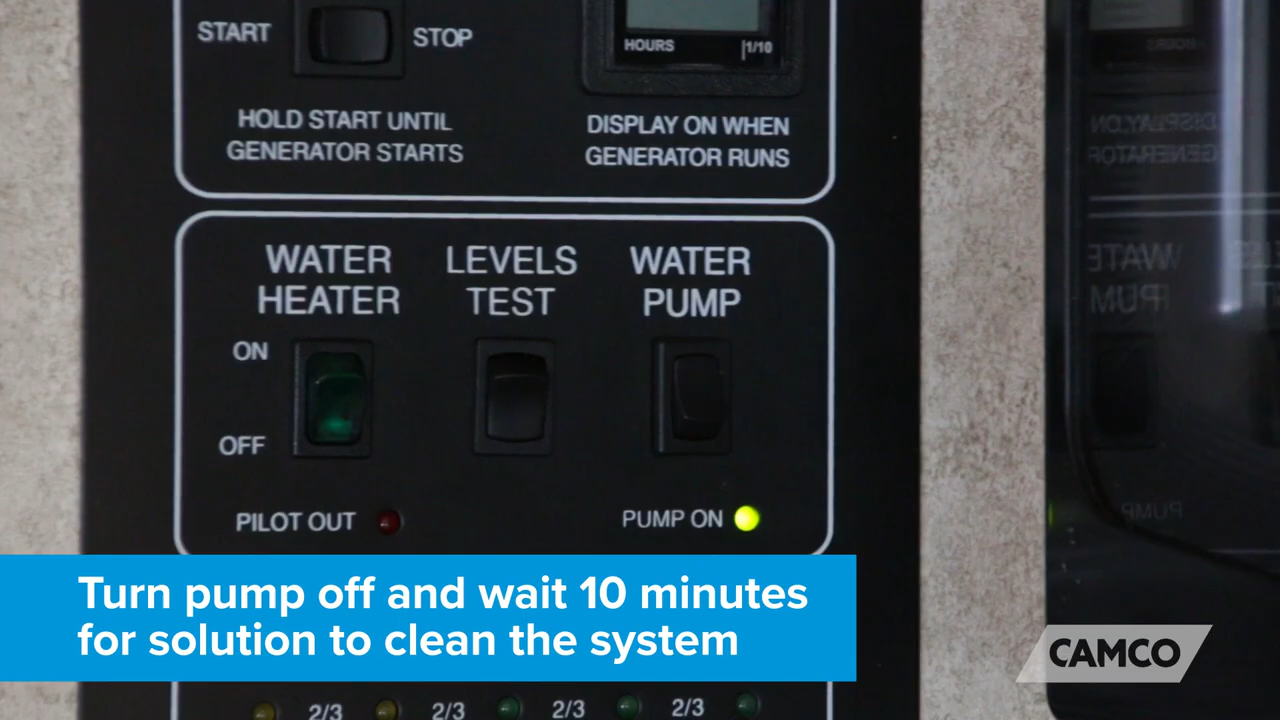 START
STOP
HOURS 1/10
HOLD START UNTIL
GENERATOR STARTS
DISPLAY ON WHEN
GENERATOR RUNS
WATER
HEATER
LEVELS
TEST
WATER
PUMP
ON
OFF
PILOT OUT
PUMP ON
Turn pump off and wait 10 minutes
for solution to clean the system
CAMCO
2/3 2/3 2/3 2/3